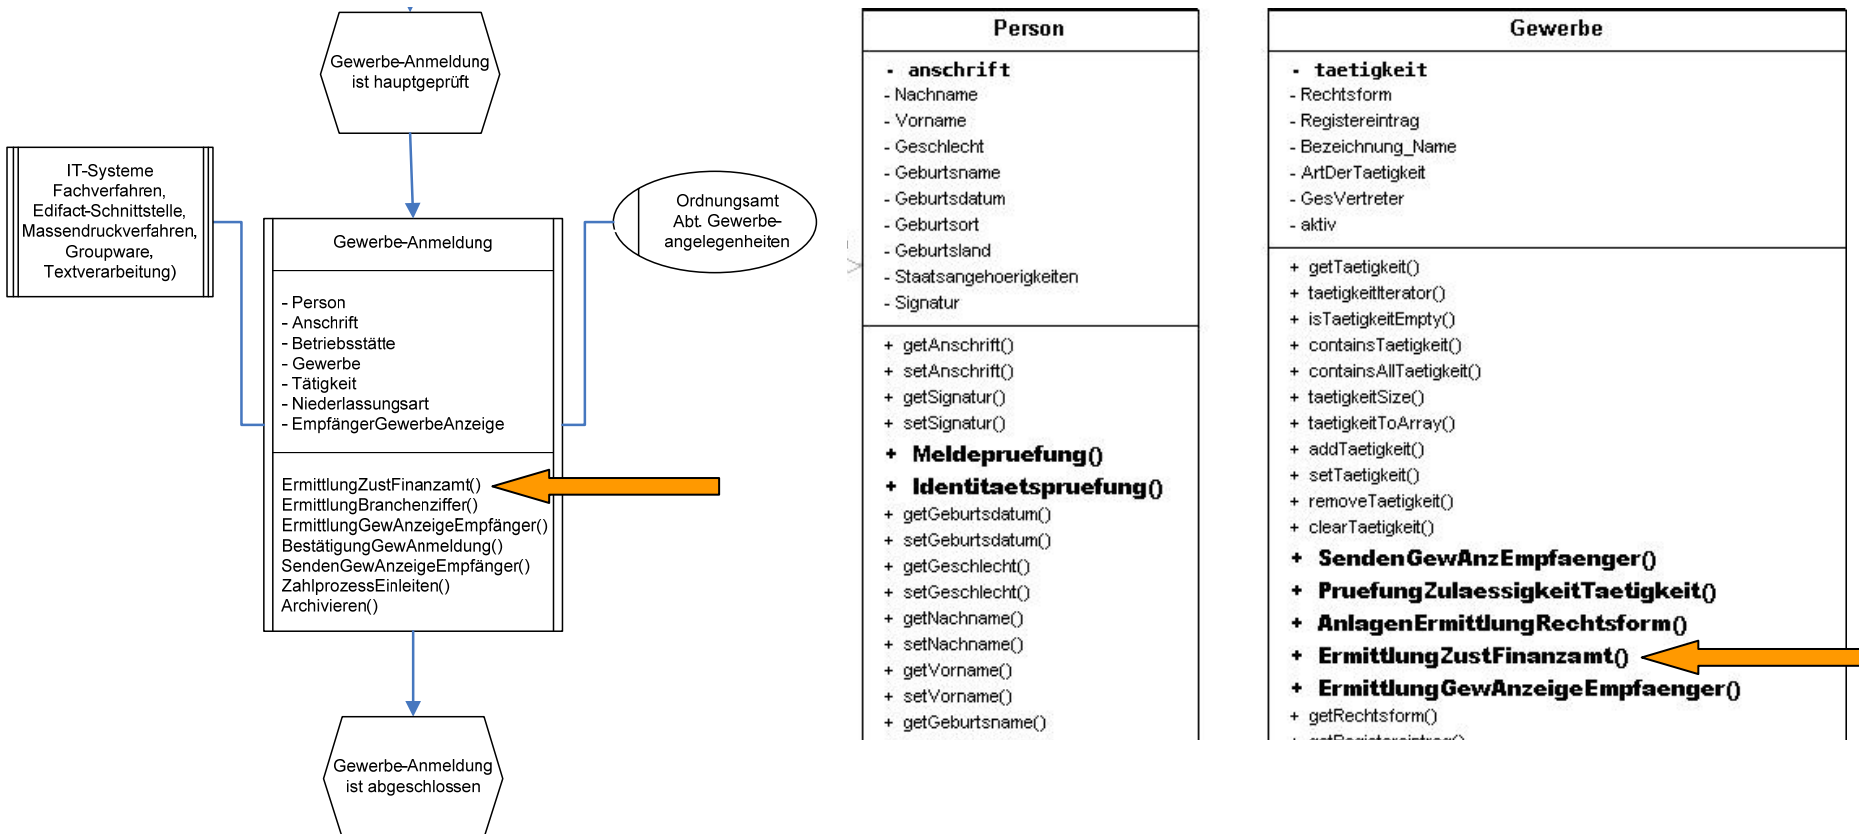 Gewerbe-Anmeldung
ist hauptgeprüft
IT-Systeme
Fachverfahren,
Edifact-Schnittstelle,
Massendruckverfahren,
Groupware,
Textverarbeitung)
Ordnungsamt
Abt. Gewerbe-
angelegenheiten
Gewerbe-Anmeldung
- Person
- Anschrift
- Betriebsstätte
- Gewerbe
- Tätigkeit
- Niederlassungsart
- EmpfängerGewerbeAnzeige
ErmittlungZustFinanzamt()
ErmittlungBranchenziffer()
ErmittlungGewAnzeigeEmpfänger()
BestätigungGewAnmeldung()
SendenGewAnzeigeEmpfänger()
ZahlprozessEinleiten()
Archivieren()
Gewerbe-Anmeldung
ist abgeschlossen
Person
- anschrift
- Nachname
- Vorname
- Geschlecht
- Geburtsname
- Geburtsdatum
- Geburtsort
- Geburtsland
- Staatsangehoerigkeiten
- Signatur
+ getAnschrift()
+ setAnschrift()
+ getSignatur()
+ setSignatur()
+ Meldepruefung()
+ Identitaetspruefung()
+ getGeburtsdatum()
+ setGeburtsdatum()
+ getGeschlecht()
+ setGeschlecht()
+ getNachname()
+ setNachname()
+ getVorname()
+ setVorname()
+ getGeburtsname()
Gewerbe
- taetigkeit
- Rechtsform
- Registereintrag
- Bezeichnung_Name
- ArtDerTaetigkeit
- GesVertreter
- aktiv
+ getTaetigkeit()
+ taetigkeitIterator()
+ isTaetigkeitEmpty()
+ containsTaetigkeit()
+ containsAllTaetigkeit()
+ taetigkeitSize()
+ taetigkeitToArray()
+ addTaetigkeit()
+ setTaetigkeit()
+ removeTaetigkeit()
+ clearTaetigkeit()
+ SendenGewAnzEmpfaenger()
+ PruefungZulaessigkeitTaetigkeit()
+ AnlagenErmittlungRechtsform()
+ ErmittlungZustFinanzamt()
+ ErmittlungGewAnzeigeEmpfaenger()
+ getRechtsform()